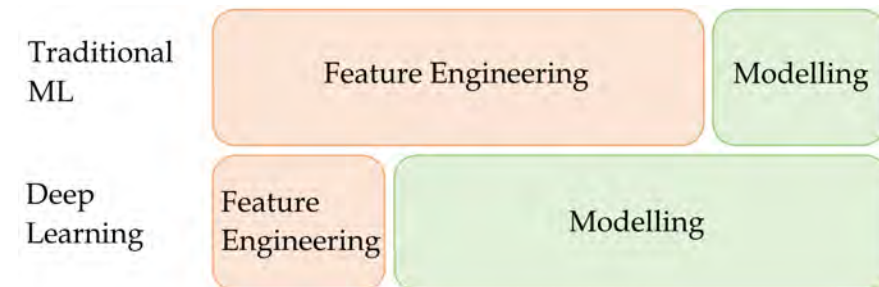 Traditional
ML
Feature Engineering
Modelling
Deep
Learning
Feature
Engineering
Modelling